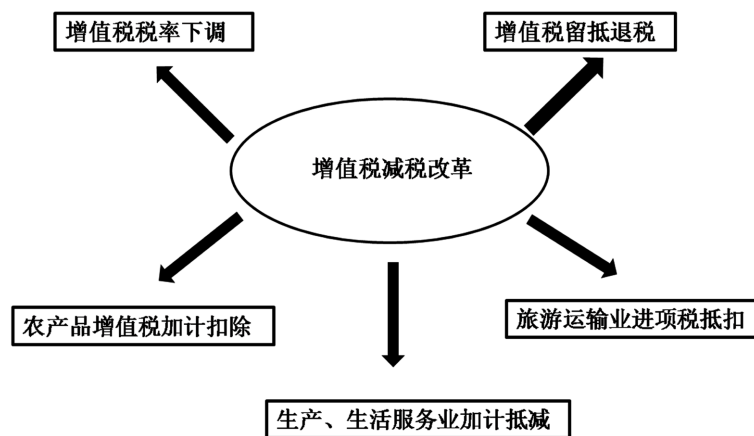 增值税税率下调
增值税留抵退税
增值税减税改革
农产品增值税加计扣除
旅游运输业进项税抵扣
生产、生活服务业加计抵减